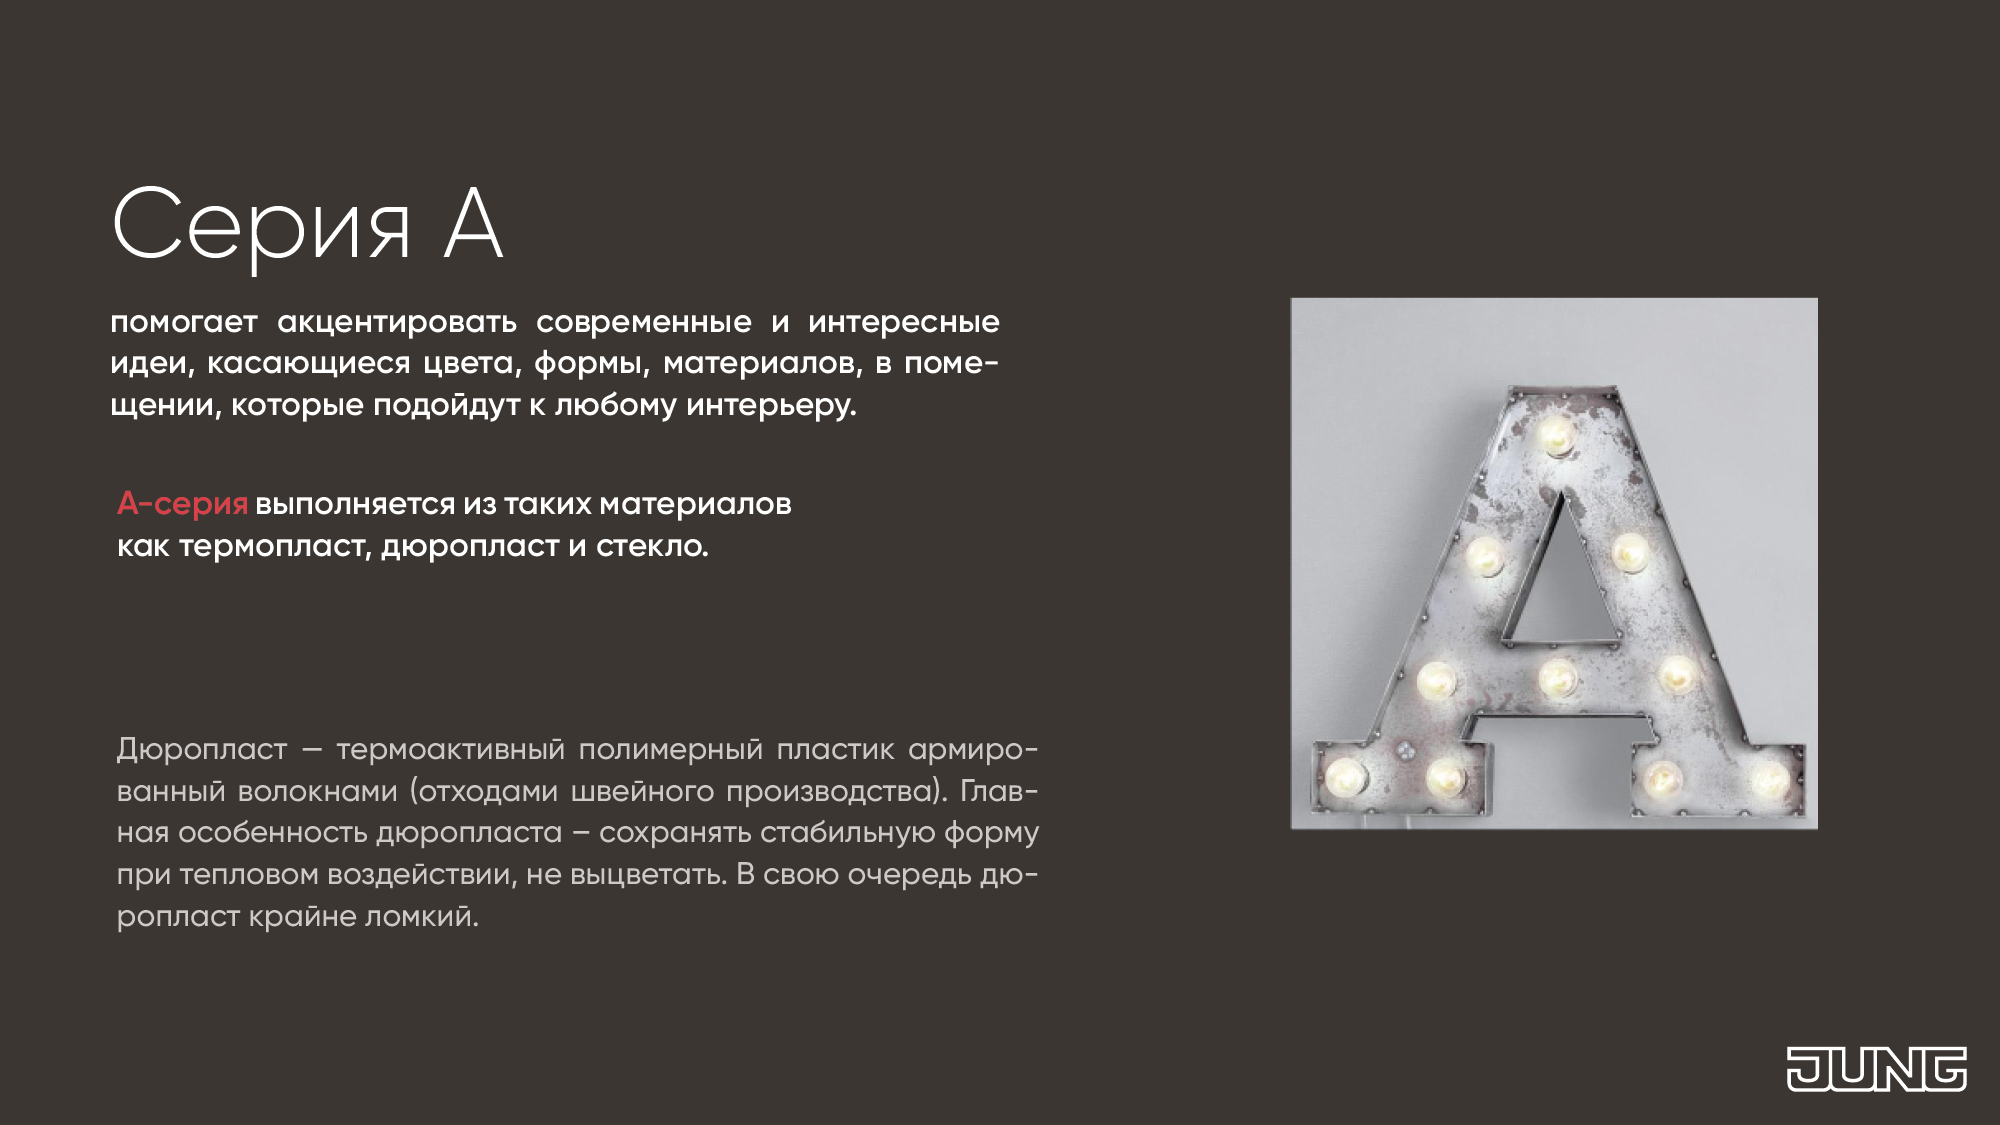 Серия А
помогает акцентировать современные и интересные
идеи, касающиеся цвета, формы, материалов, в поме-
щении, которые подойдут к любому интерьеру.
А-серия выполняется из таких материалов
как термопласт, дюропласт и стекло.
Дюропласт — термоактивный полимерный пластик армиро-
ванный волокнами (отходами швейного производства). Глав-
ная особенность дюропласта – сохранять стабильную форму
при тепловом воздействии, не выцветать. В свою очередь дю-
ропласт крайне ломкий.
A
JUNG